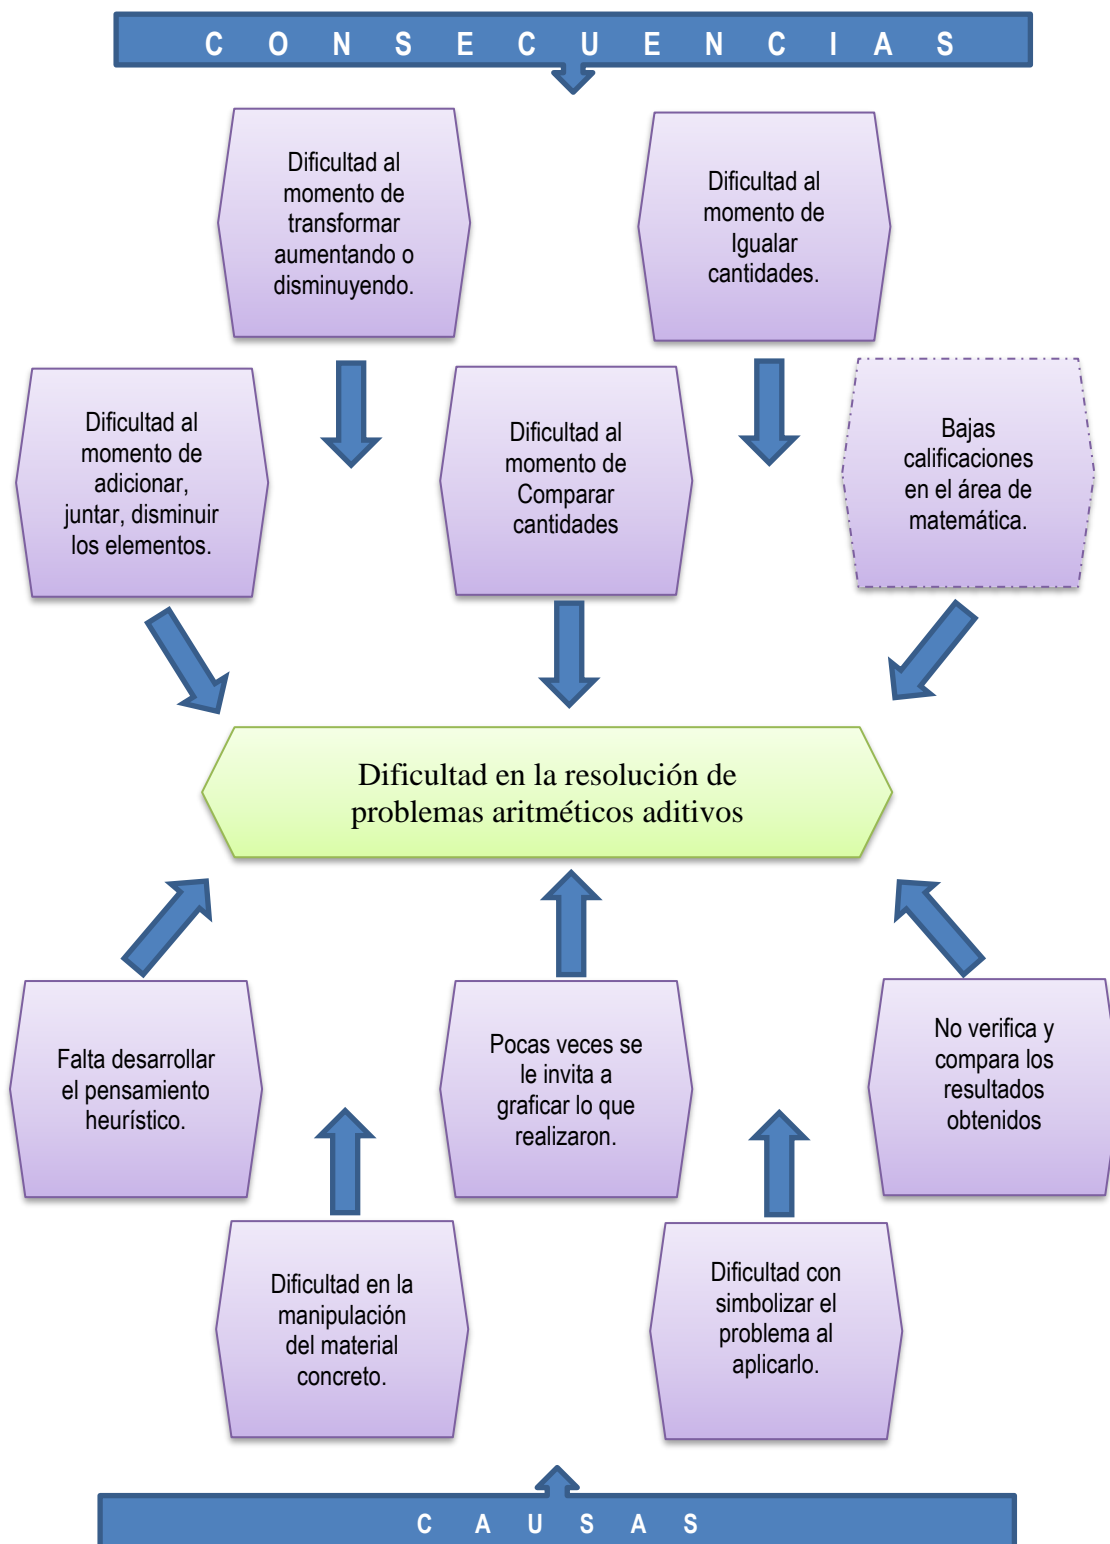 C O N S E C U E N C I A S
Dificultad al
momento de
transformar
aumentando o
disminuyendo.
Dificultad al
momento de
Igualar
cantidades.
Dificultad al
momento de
adicionar,
juntar, disminuir
los elementos.
Dificultad al
momento de
Comparar
cantidades
Bajas
calificaciones
en el área de
matemática.
Dificultad en la resolución de
problemas aritméticos aditivos
Falta desarrollar
el pensamiento
heurístico.
Pocas veces se
le invita a
graficar lo que
realizaron.
No verifica y
compara los
resultados
obtenidos
Dificultad en la
manipulación
del material
concreto.
Dificultad con
simbolizar el
problema al
aplicarlo.
C A U S A S